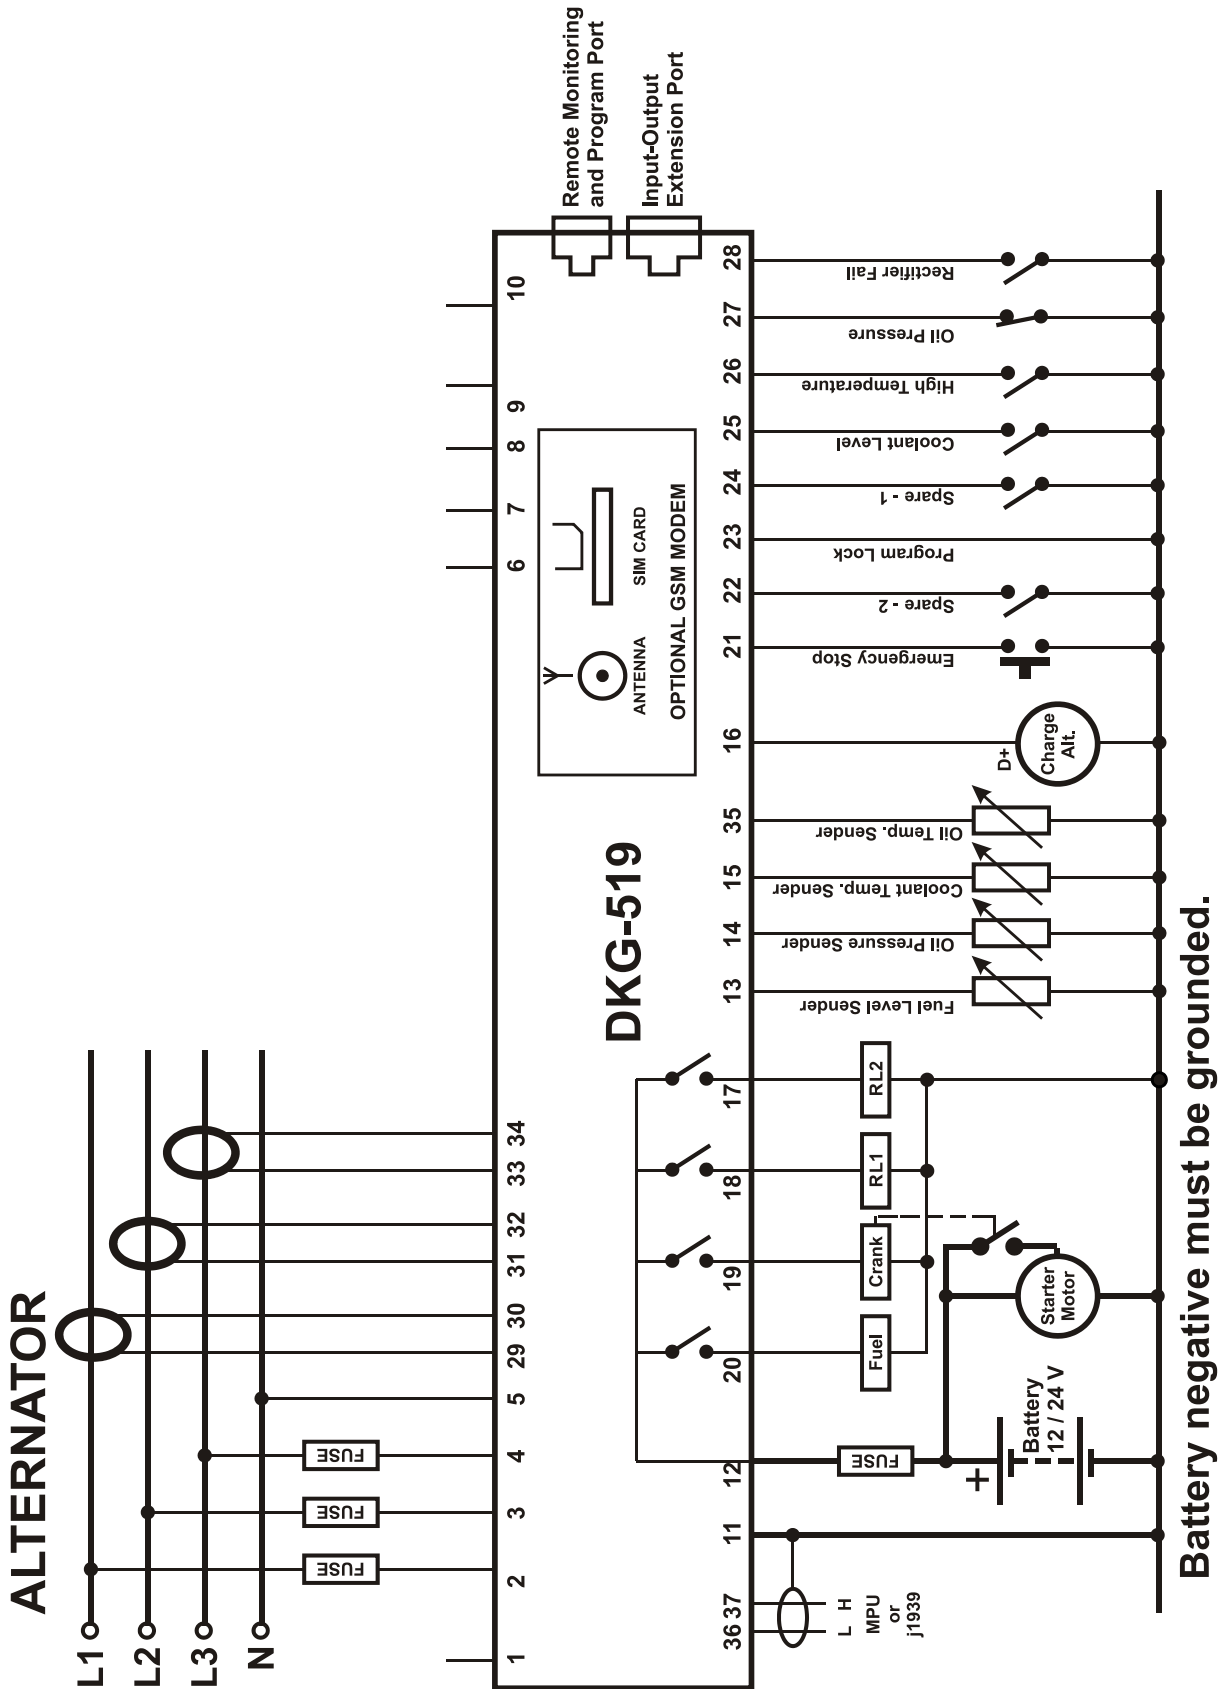 ALTERNATOR
L1
L2
L3
N
FUSE
FUSE
FUSE
1
2
3
4
5
29
30
31
32
33
34
6
7
8
9
10
DKG-519
ANTENNA
SIM CARD
OPTIONAL GSM MODEM
Remote Monitoring
and Program Port
Input-Output
Extension Port
36
37
11
12
20
19
18
17
13
14
15
35
16
21
22
23
24
25
26
27
28
L
H
MPU
or
j1939
FUSE
Fuel
Crank
RL1
RL2
+
Battery
12 / 24 V
Starter
Motor
Fuel Level Sender
Oil Pressure Sender
Coolant Temp. Sender
Oil Temp. Sender
D+
Charge
Alt.
Emergency Stop
Spare - 2
Program Lock
Spare - 1
Coolant Level
High Temperature
Oil Pressure
Rectifier Fail
Battery negative must be grounded.